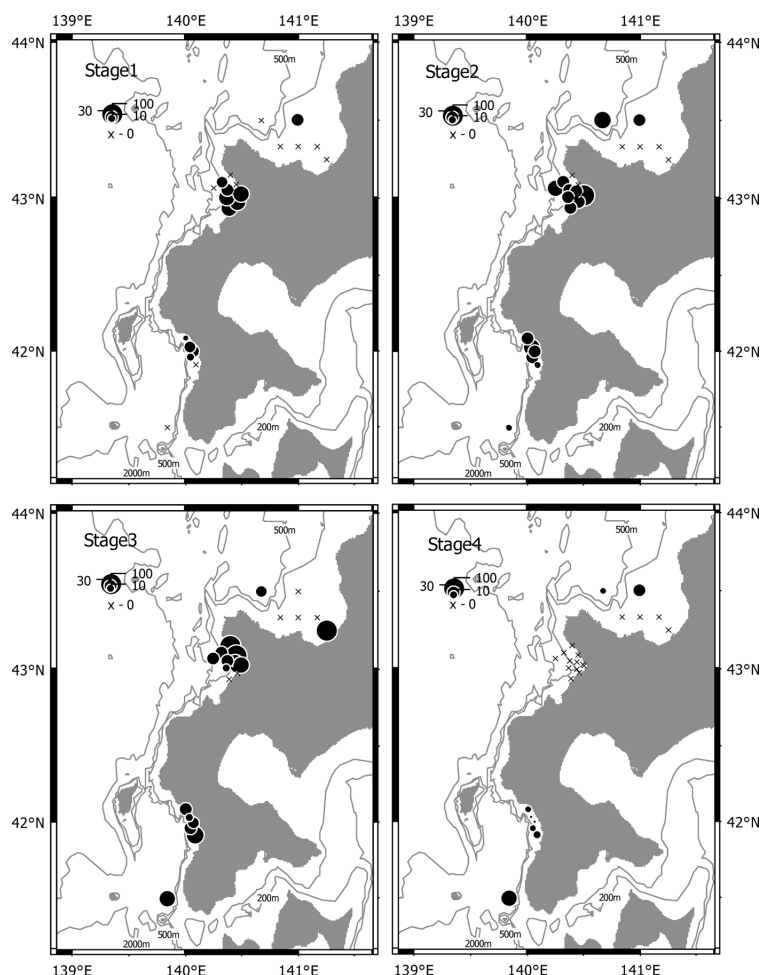 139°E 140°E 141°E 139°E 140°E 141°E
44°N 44°N
500m 500m
Stage1 Stage2
30 100 30 100
10 10
x - 0 x - 0
43°N 43°N
42°N 42°N
200m 200m
500m 500m
2000m 2000m
44°N 44°N
500m 500m
Stage3 Stage4
30 100 30 100
10 10
x - 0 x - 0
43°N 43°N
42°N 42°N
200m 200m
500m 500m
2000m 2000m
139°E 140°E 141°E 139°E 140°E 141°E